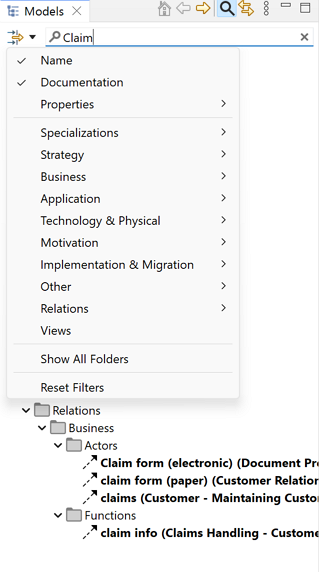 Models
Claim
Name
Documentation
Properties
Specializations
Strategy
Business
Application
Technology & Physical
Motivation
Implementation & Migration
Other
Relations
Views
Show All Folders
Reset Filters
Relations
Business
Actors
Claim form (electronic) (Document Pr
claim form (paper) (Customer Relation
claims (Customer - Maintaining Custo
Functions
claim info (Claims Handling - Custome